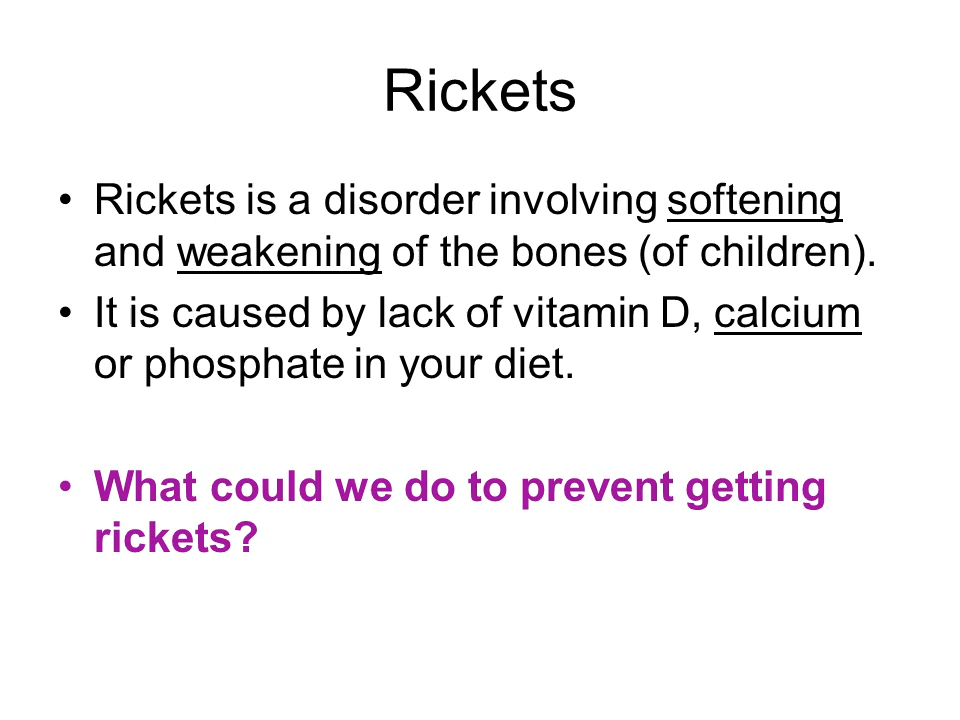 Rickets
• Rickets is a disorder involving softening
and weakening of the bones (of children).
• It is caused by lack of vitamin D, calcium
or phosphate in your diet.
• What could we do to prevent getting
rickets?